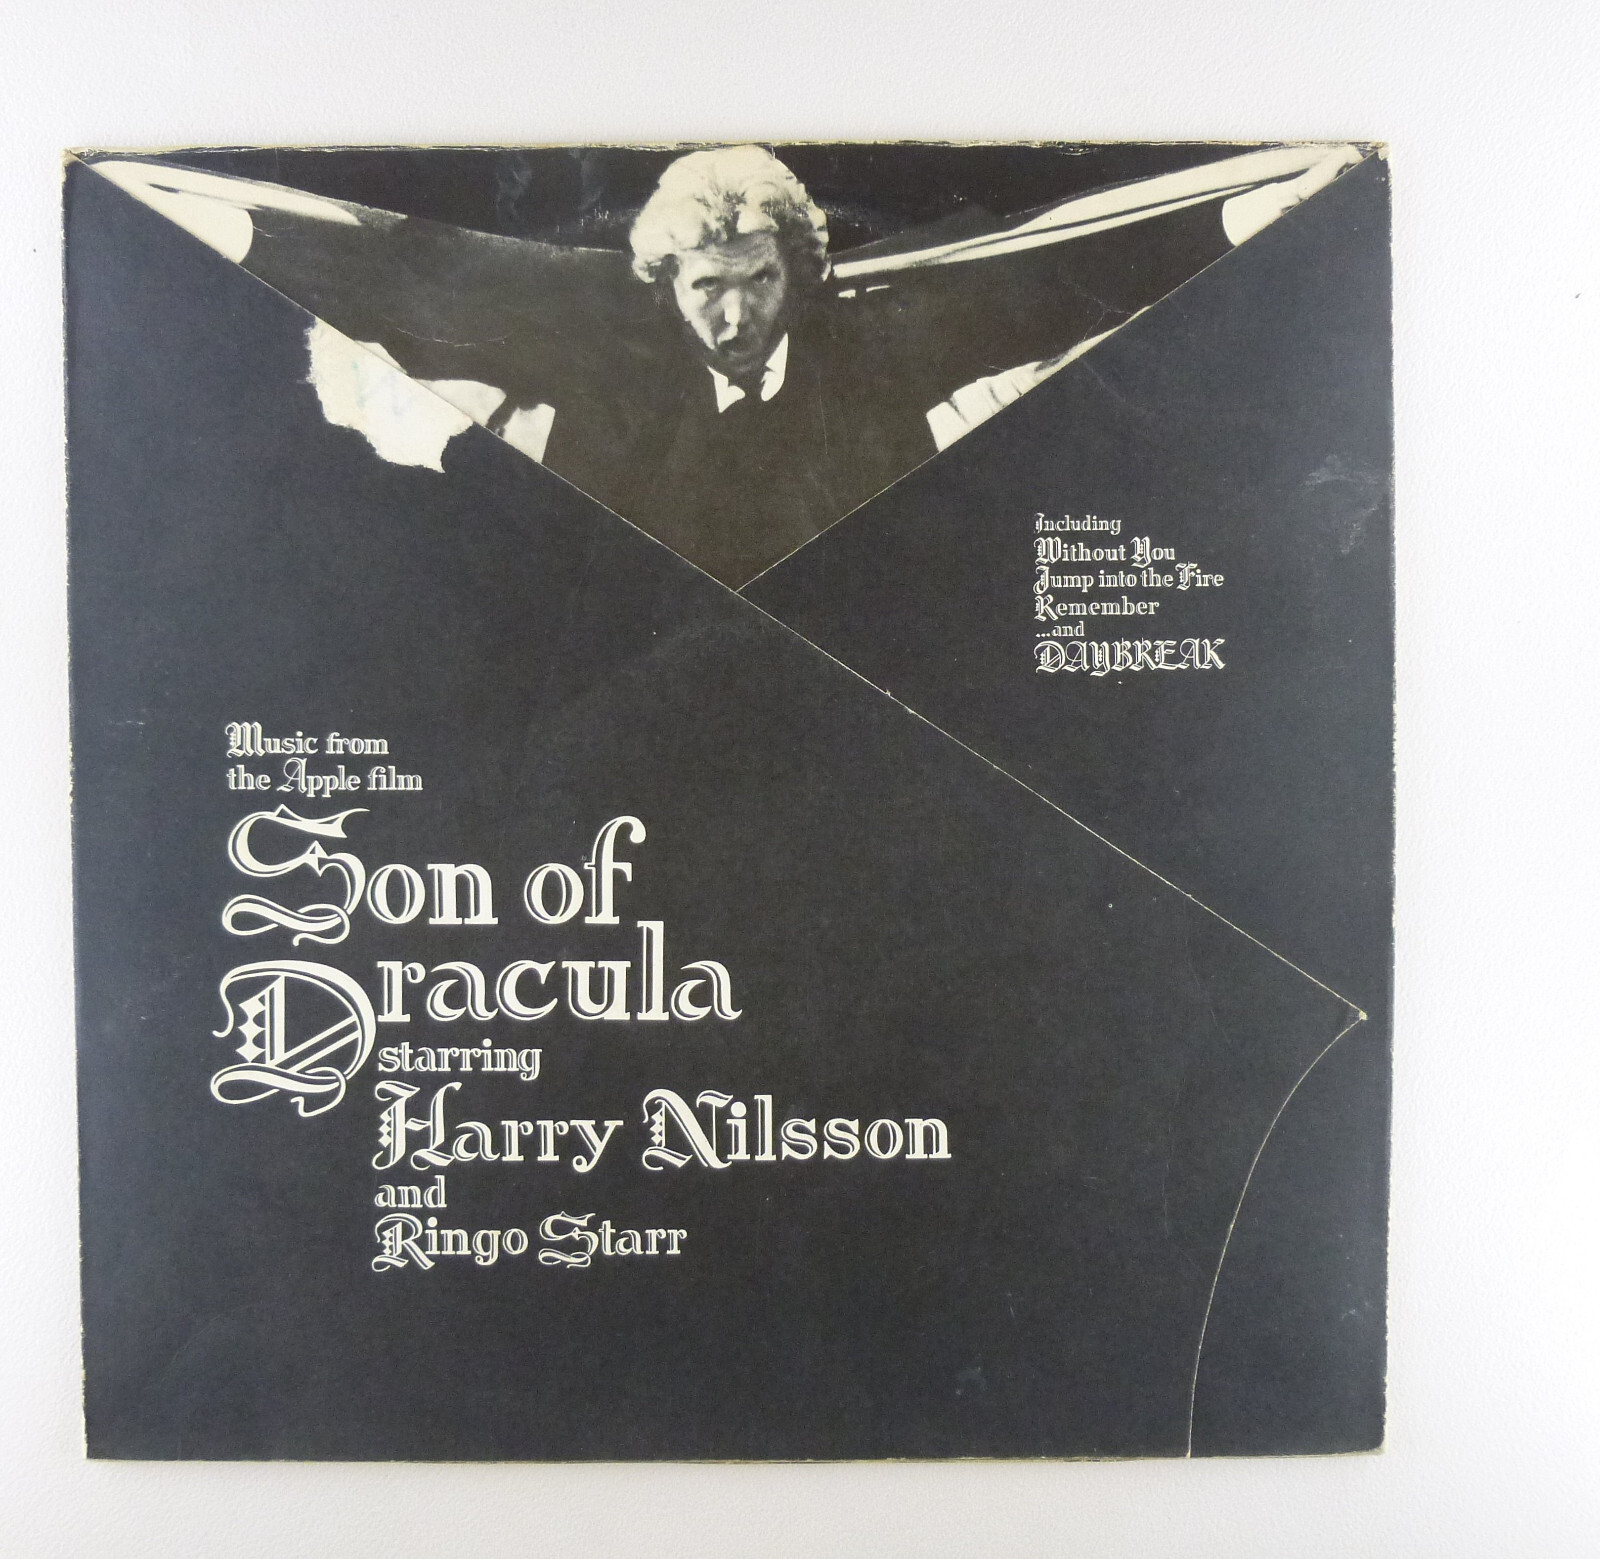 Including
Without You
Jump into the Fire
Remember
...and
DAYBREAK
Music from
the Apple film
Son of
Dracula
starring
Harry Nilsson
and
Ringo Starr